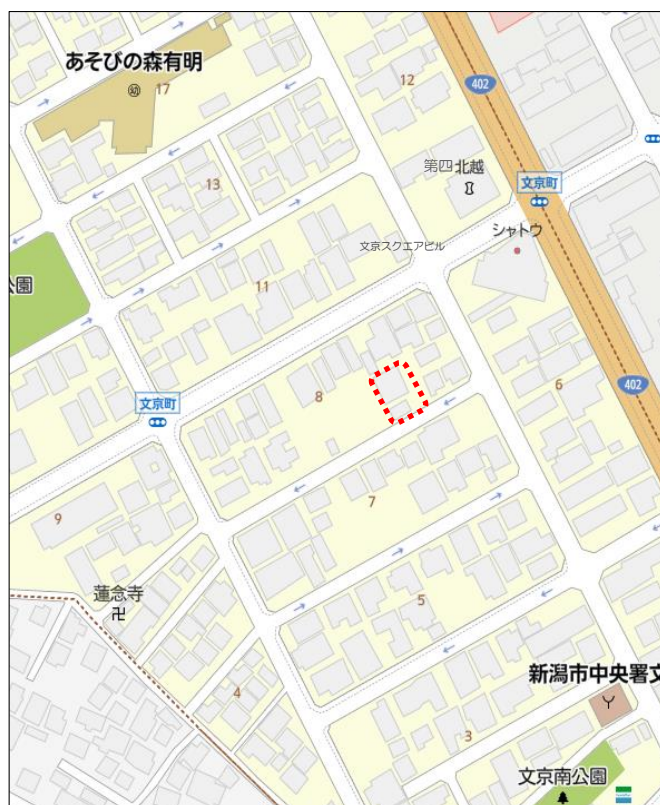 あそびの森有明
17
12
402
第四北越
文京町
13
シャトウ
文京スクエアビル
公園
11
6
402
8
文京町
7
9
蓮念寺
卍
5
4
新潟市中央署文
3
文京南公園